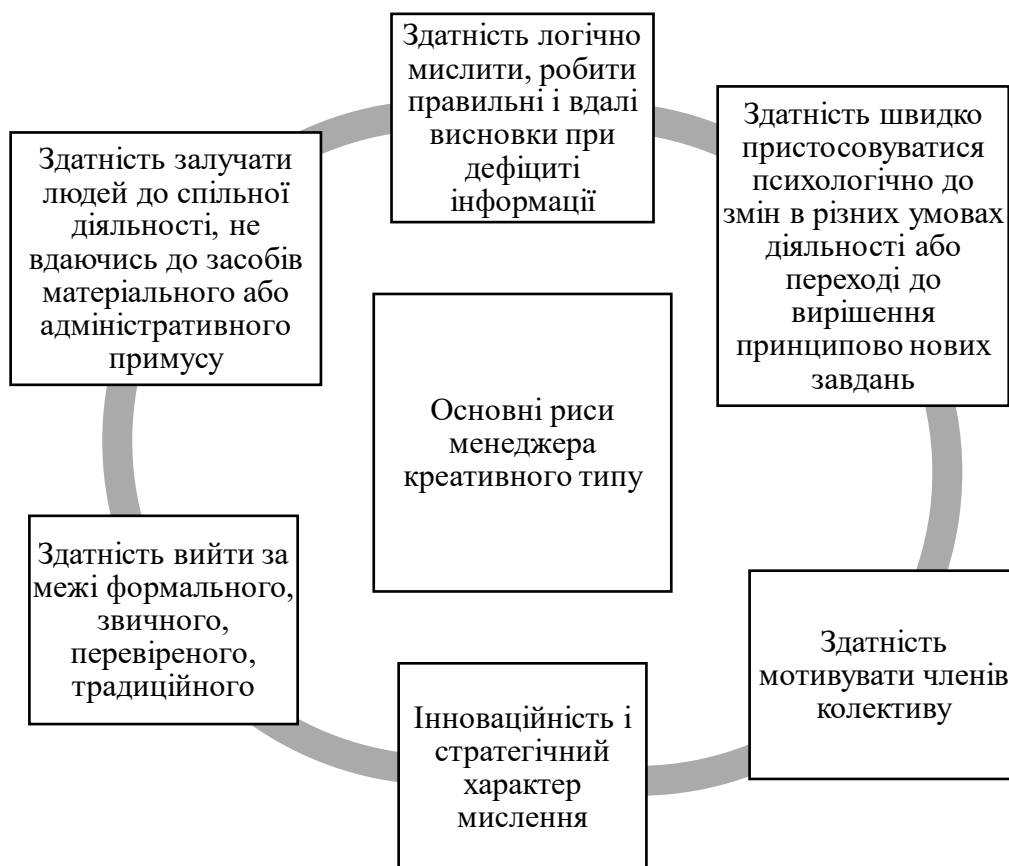 Здатність логічно
мислити, робити
правильні і вдалі
висновки при
дефіциті
інформації
Здатність швидко
пристосовуватися
психологічно до
змін в різних умовах
діяльності або
переході до
вирішення
принципово нових
завдань
Здатність
мотивувати членів
колективу
Інноваційність і
стратегічний
характер
мислення
Здатність вийти за
межі формального,
звичного,
перевіреного,
традиційного
Здатність залучати
людей до спільної
діяльності, не
вдаючись до засобів
матеріального або
адміністративного
примусу
Основні риси
менеджера
креативного типу